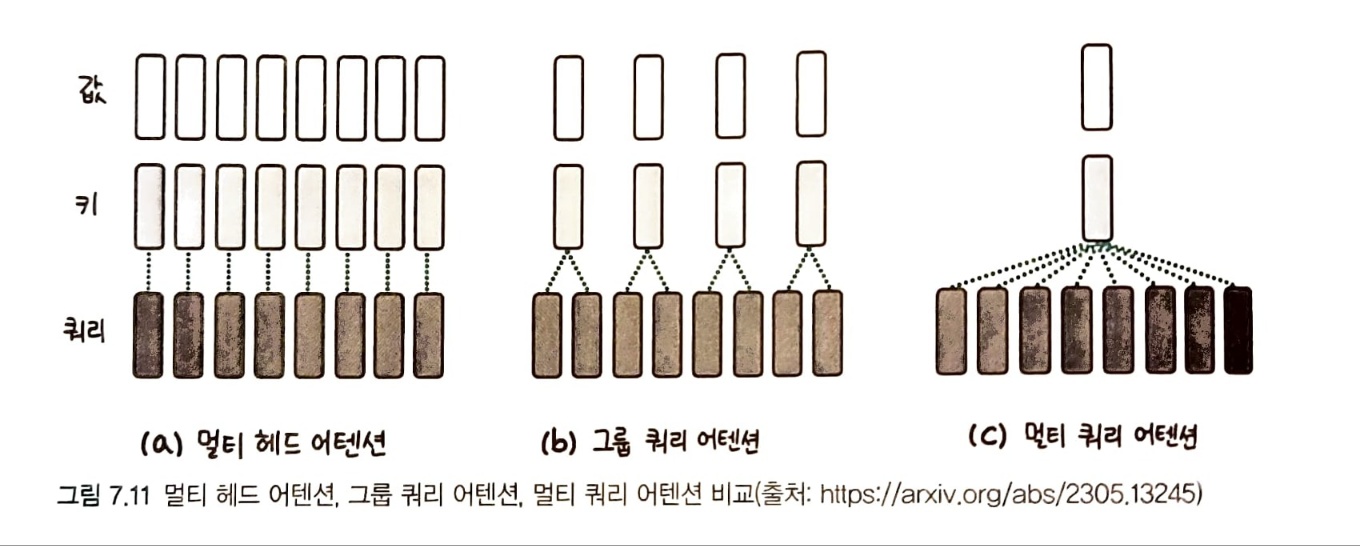 값
키
쿼리
(a) 멀티 헤드 어텐션
(b) 그룹 쿼리 어텐션
(c) 멀티 쿼리 어텐션
그림 7.11 멀티 헤드 어텐션, 그룹 쿼리 어텐션, 멀티 쿼리 어텐션 비교(출처: https://arxiv.org/abs/2305.13245)